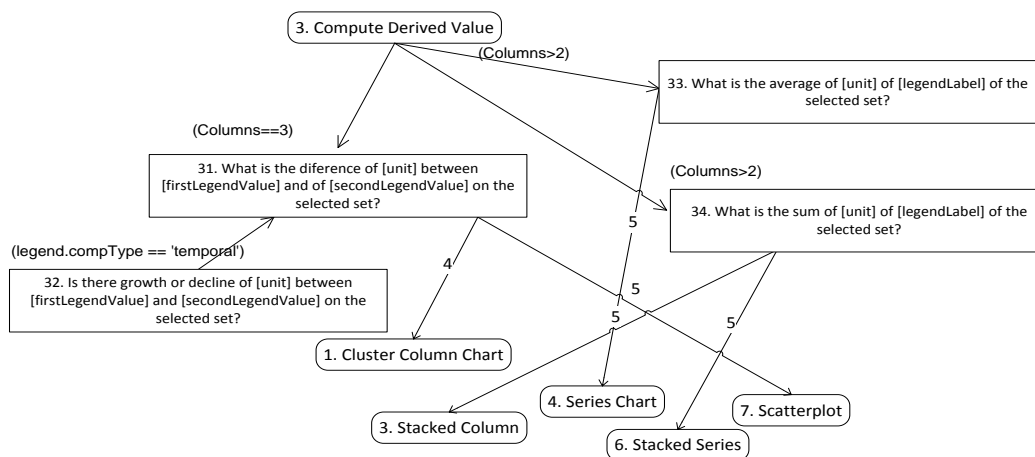 3. Compute Derived Value
(Columns>2)
33. What is the average of [unit] of [legendLabel] of the
selected set?
(Columns==3)
31. What is the diference of [unit] between
[firstLegendValue] and of [secondLegendValue] on the
selected set?
(Columns>2)
34. What is the sum of [unit] of [legendLabel] of the
selected set?
5
(legend.compType == 'temporal')
32. Is there growth or decline of [unit] between
[firstLegendValue] and [secondLegendValue] on the
selected set?
4
5
5
5
1. Cluster Column Chart
4. Series Chart
7. Scatterplot
3. Stacked Column
6. Stacked Series